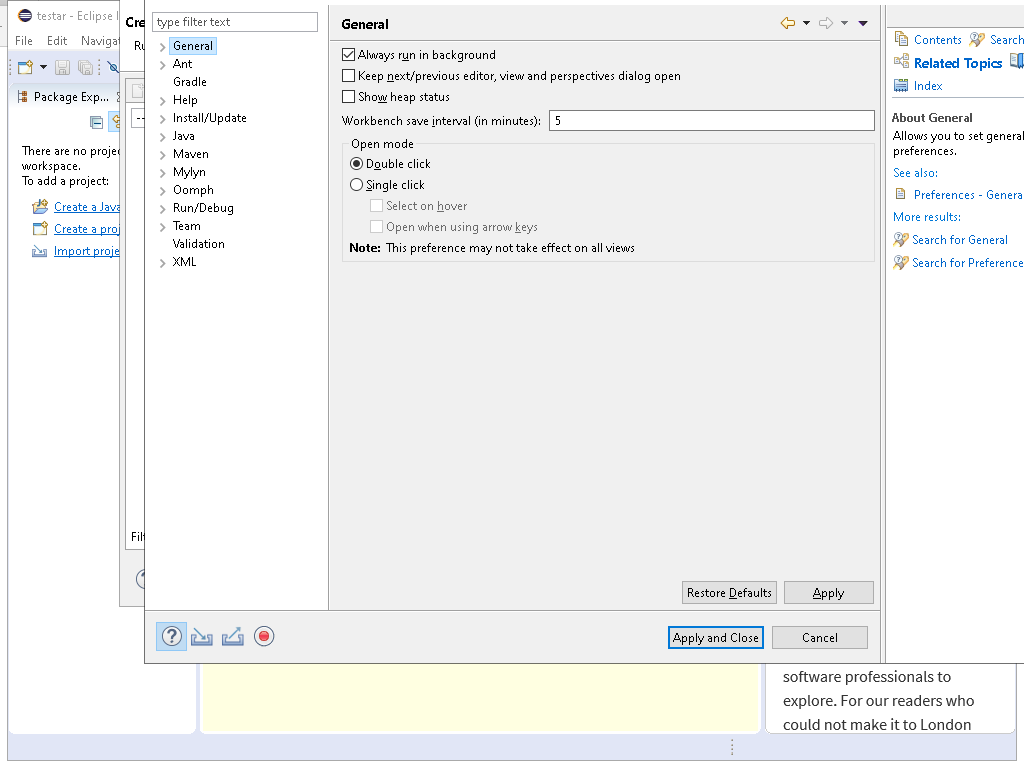 testar - Eclipse I
File Edit Navigat
Package Exp...
There are no projec
workspace.
To add a project:
Create a Java
Create a proj
Import proje
Cre
Ru
--
Filt
type filter text
General
Ant
Gradle
Help
Install/Update
Java
Maven
Mylyn
Oomph
Run/Debug
Team
Validation
XML
General
Always run in background
Keep next/previous editor, view and perspectives dialog open
Show heap status
Workbench save interval (in minutes): 5
Open mode
Double click
Single click
Select on hover
Open when using arrow keys
Note: This preference may not take effect on all views
Restore Defaults Apply
Apply and Close Cancel
Contents Search
Related Topics
Index
About General
Allows you to set general
preferences.
See also:
Preferences - Genera
More results:
Search for General
Search for Preference
software professionals to
explore. For our readers who
could not make it to London